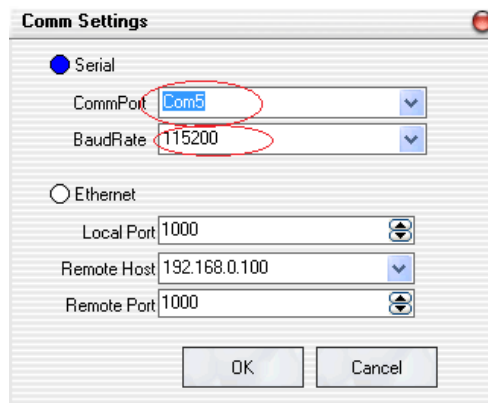 Comm Settings
Serial
CommPort Com5
BaudRate 115200
Ethernet
Local Port 1000
Remote Host 192.168.0.100
Remote Port 1000
OK Cancel